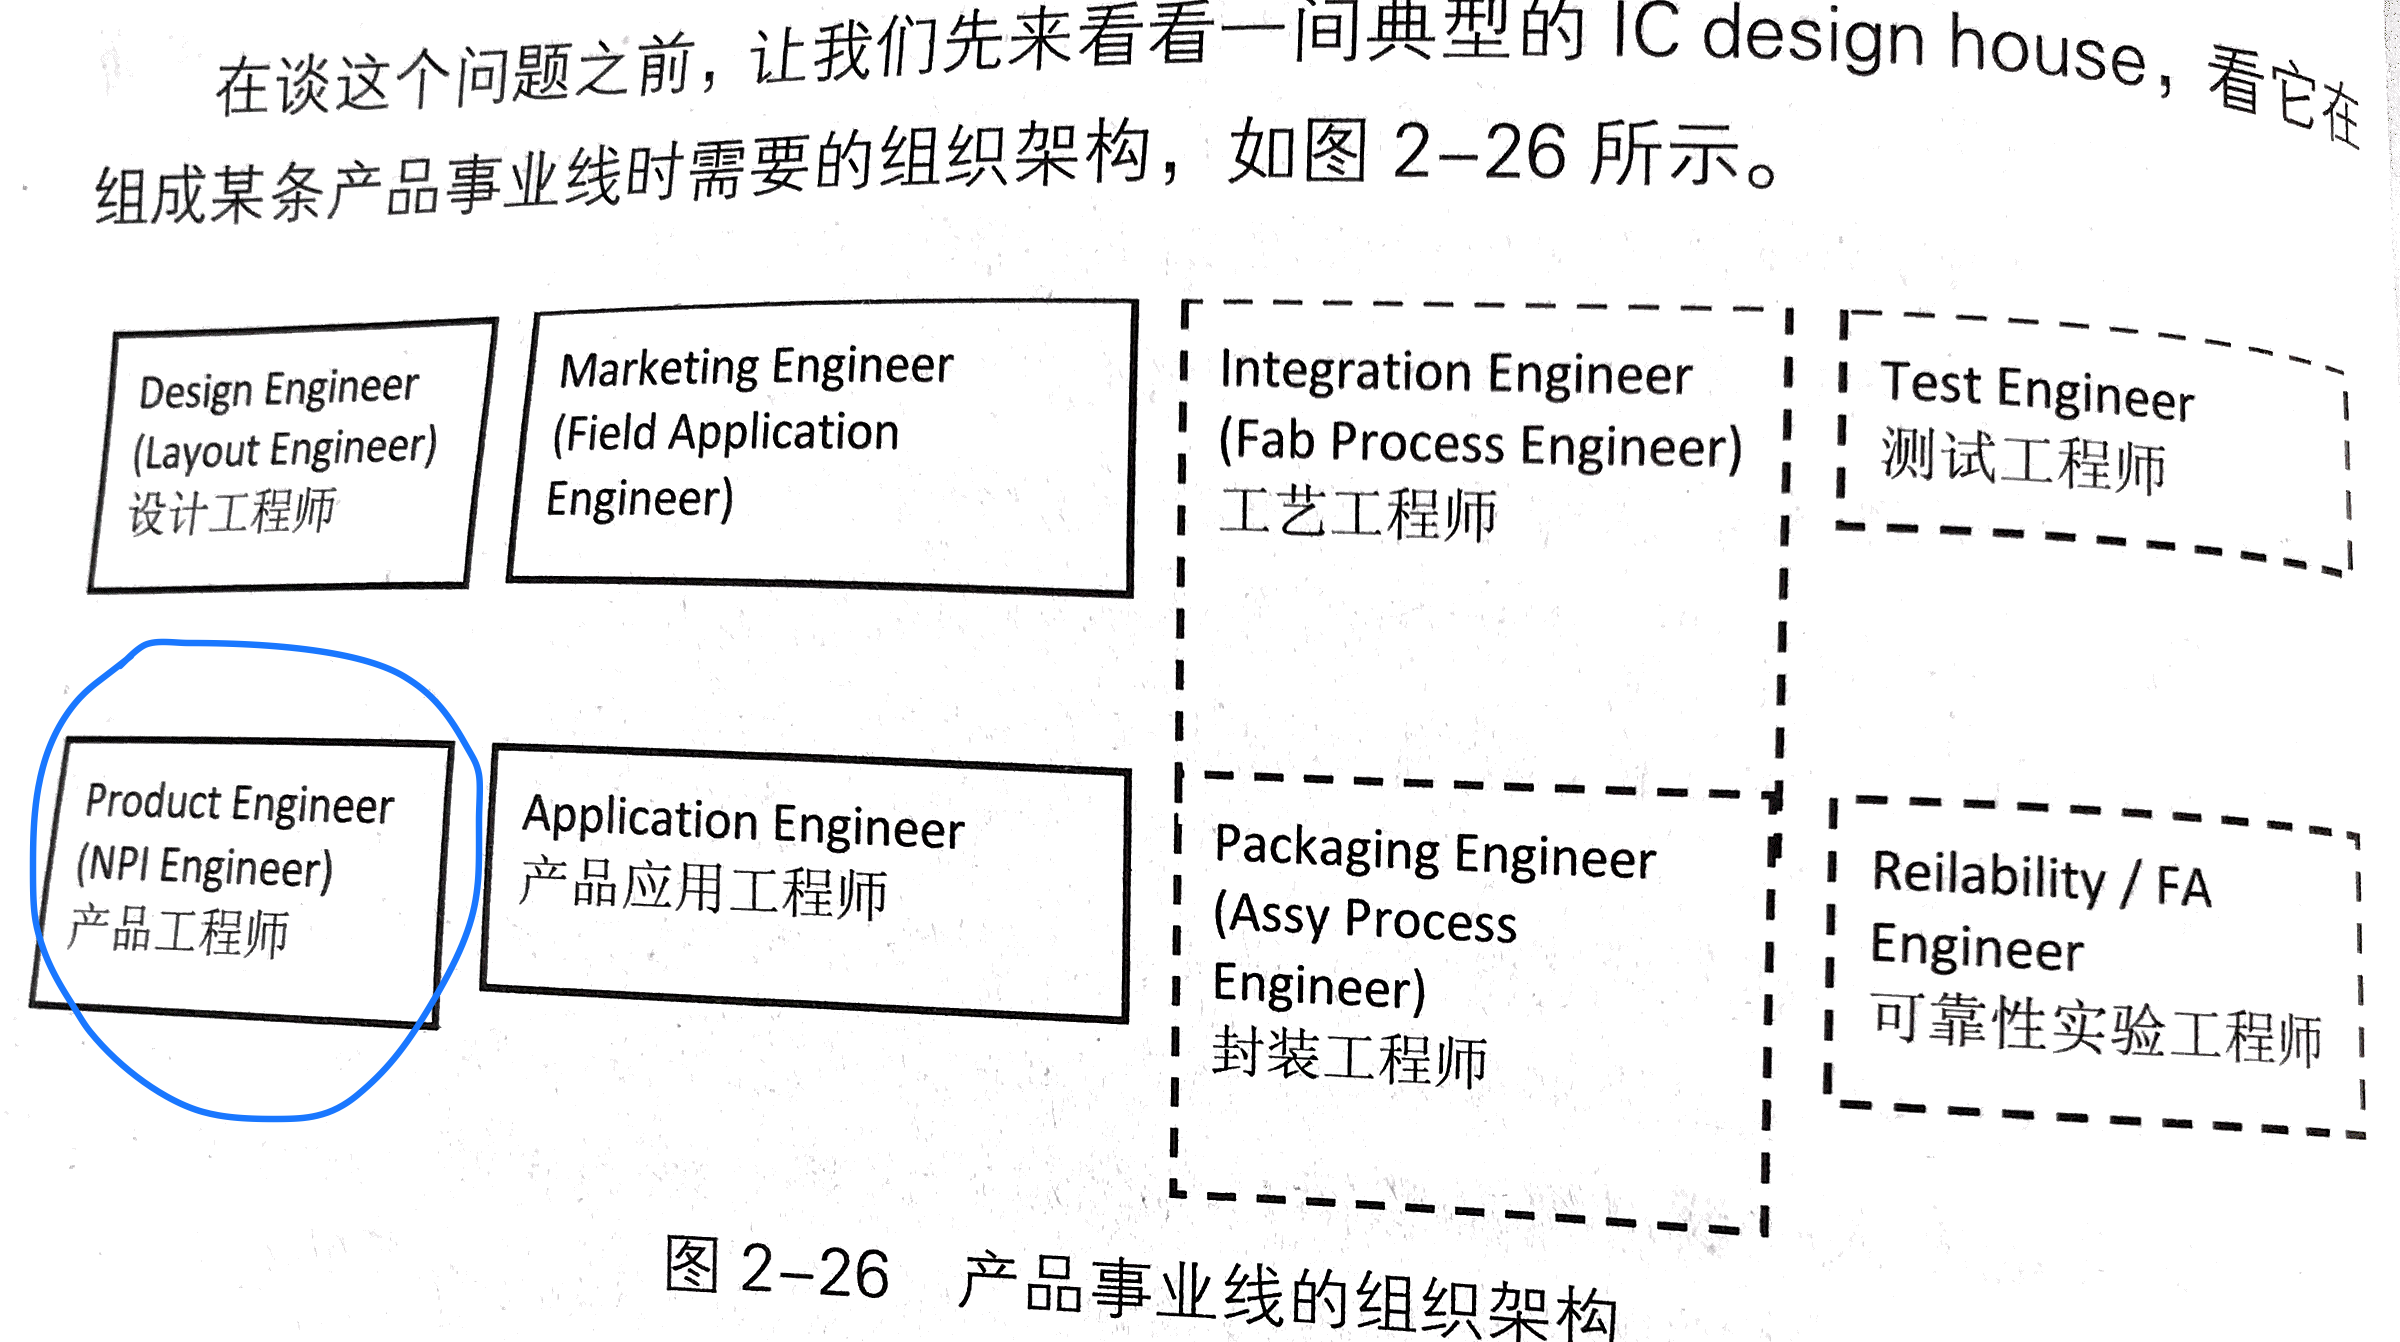 在谈这个问题之前，让我们先来看看一间典型的 IC design house，看它在
组成某条产品事业线时需要的组织架构，如图 2-26 所示。
Design Engineer
(Layout Engineer)
设计工程师
Marketing Engineer
(Field Application
Engineer)
Integration Engineer
(Fab Process Engineer)
工艺工程师
Test Engineer
测试工程师
Product Engineer
(NPI Engineer)
产品工程师
Application Engineer
产品应用工程师
Packaging Engineer
(Assy Process
Engineer)
封装工程师
Reilability / FA
Engineer
可靠性实验工程师
图 2-26 产品事业线的组织架构